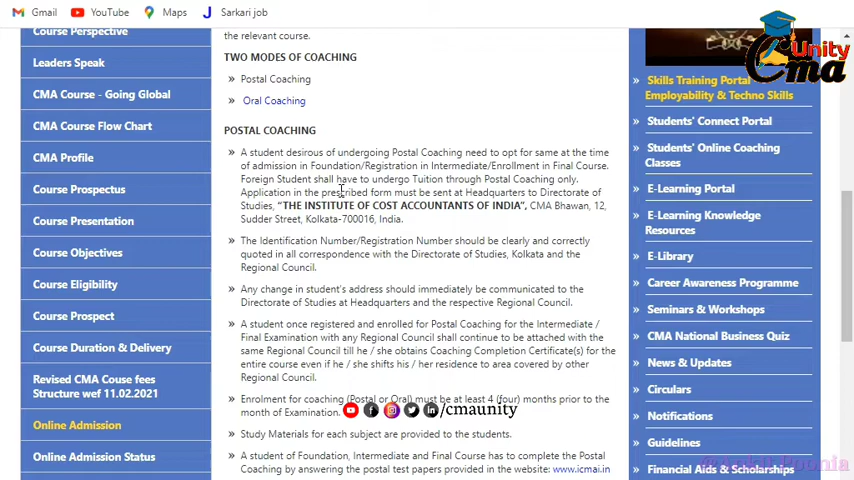 Gmail YouTube Maps Sarkari job
Course Perspective
Leaders Speak
CMA Course - Going Global
CMA Course Flow Chart
CMA Profile
Course Prospectus
Course Presentation
Course Objectives
Course Eligibility
Course Prospect
Course Duration & Delivery
Revised CMA Couse fees
Structure wef 11.02.2021
Online Admission
Online Admission Status
the relevant course.
TWO MODES OF COACHING
» Postal Coaching
» Oral Coaching
POSTAL COACHING
» A student desirous of undergoing Postal Coaching need to opt for same at the time
of admission in Foundation/Registration in Intermediate/Enrollment in Final Course.
Foreign Student shall have to undergo Tuition through Postal Coaching only.
Application in the prescribed form must be sent at Headquarters to Directorate of
Studies, “THE INSTITUTE OF COST ACCOUNTANTS OF INDIA”, CMA Bhawan, 12,
Sudder Street, Kolkata-700016, India.
» The Identification Number/Registration Number should be clearly and correctly
quoted in all correspondence with the Directorate of Studies, Kolkata and the
Regional Council.
» Any change in student's address should immediately be communicated to the
Directorate of Studies at Headquarters and the respective Regional Council.
» A student once registered and enrolled for Postal Coaching for the Intermediate /
Final Examination with any Regional Council shall continue to be attached with the
same Regional Council till he / she obtains Coaching Completion Certificate(s) for the
entire course even if he / she shifts his / her residence to area covered by other
Regional Council.
» Enrolment for coaching (Postal or Oral) must be at least 4 (four) months prior to the
month of Examination.
/cmaunity
» Study Materials for each subject are provided to the students.
» A student of Foundation, Intermediate and Final Course has to complete the Postal
Coaching by answering the postal test papers provided in the website: www.icmai.in
Unity
Cma
» Skills Training Portal
Employability & Techno Skills
» Students' Connect Portal
» Students' Online Coaching
Classes
» E-Learning Portal
» E-Learning Knowledge
Resources
» E-Library
» Career Awareness Programme
» Seminars & Workshops
» CMA National Business Quiz
» News & Updates
» Circulars
» Notifications
» Guidelines
» Financial Aids & Scholarships